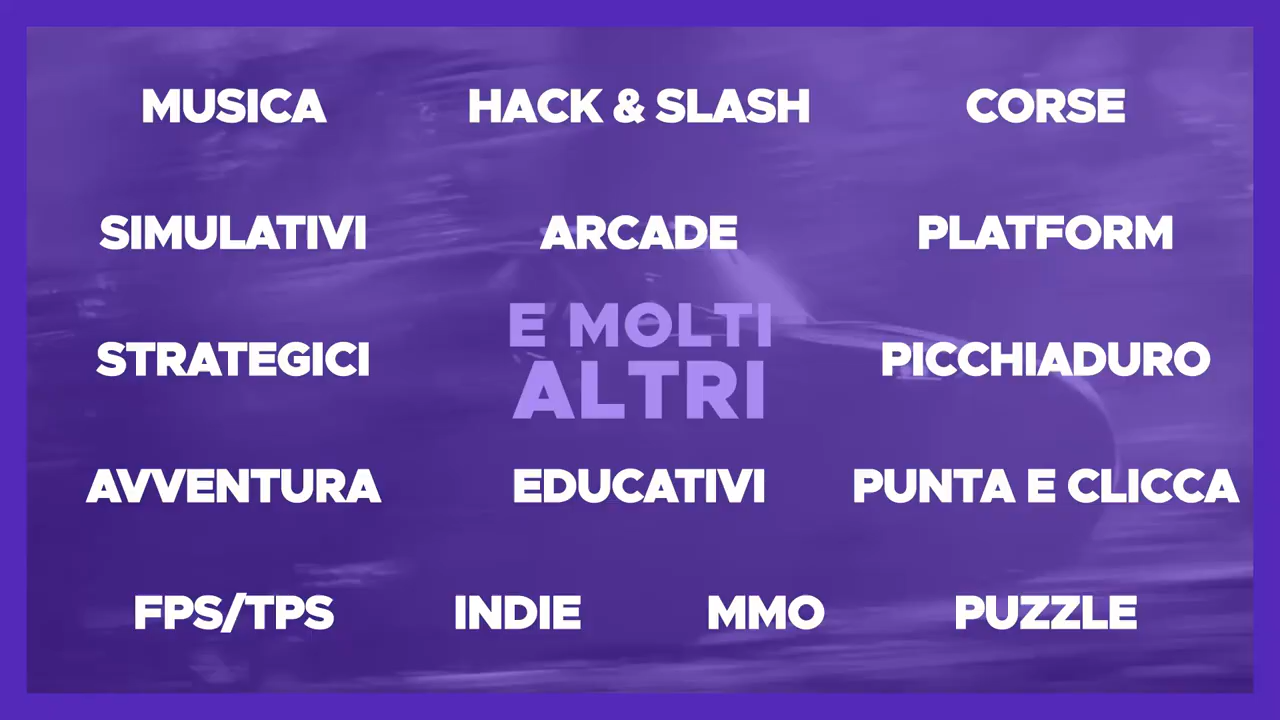 MUSICA
HACK & SLASH
CORSE
SIMULATIVI
ARCADE
PLATFORM
E MOLTI
ALTRI
STRATEGICI
PICCHIADURO
AVVENTURA
EDUCATIVI
PUNTA E CLICCA
FPS/TPS
INDIE
MMO
PUZZLE